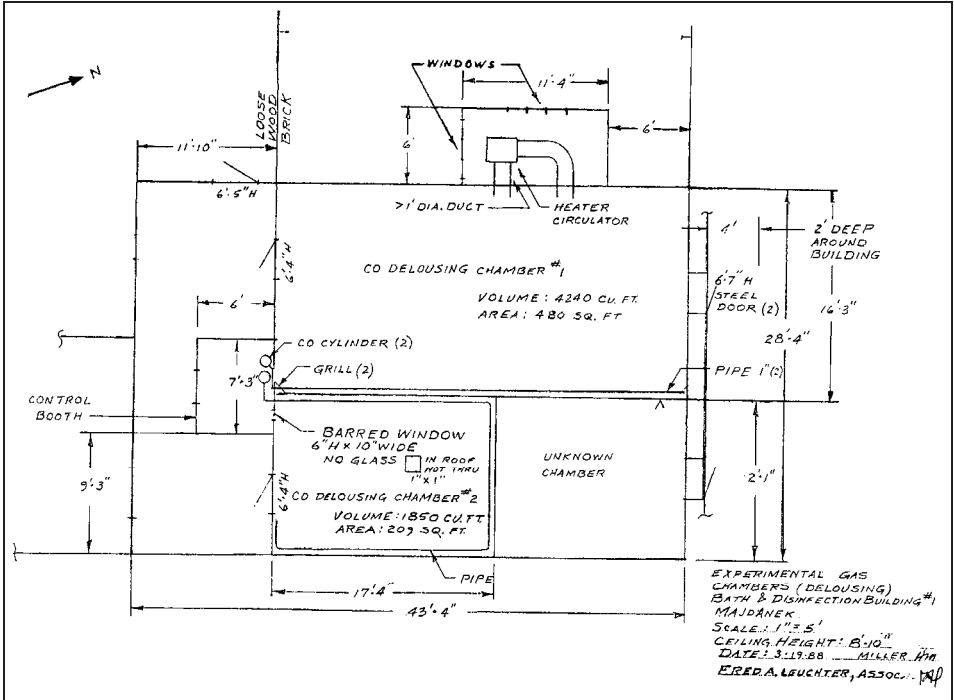 N
LOOSE
WOOD
BRICK
WINDOWS
11'-4"
6'
6'
11'-10"
6'-5"H
>1' DIA. DUCT
HEATER
CIRCULATOR
4'
2' DEEP
AROUND
BUILDING
6'-4"H
CO DELOUSING CHAMBER #1
VOLUME: 4240 CU. FT.
AREA: 480 SQ. FT
6'-7" H
STEEL
DOOR (2)
16'-3"
28'-4"
6'
CO CYLINDER (2)
GRILL (2)
7'-3"
PIPE 1" (2)
CONTROL
BOOTH
BARRED WINDOW
6"H x 10" WIDE
NO GLASS
IN ROOF
NOT THRU
1"x1"
UNKNOWN
CHAMBER
12'-1"
9'-3"
6'-4"H
CO DELOUSING CHAMBER #2
VOLUME: 1850 CU. FT.
AREA: 209 SQ. FT.
PIPE
17'-4"
43'-4"
EXPERIMENTAL GAS
CHAMBERS (DELOUSING)
BATH & DISINFECTION BUILDING #1
MAJDANEK
SCALE: 1"=5'
CEILING HEIGHT: 8'-10"
DATE: 3-19-88 MILLER
FRED A. LEUCHTER, ASSOC.